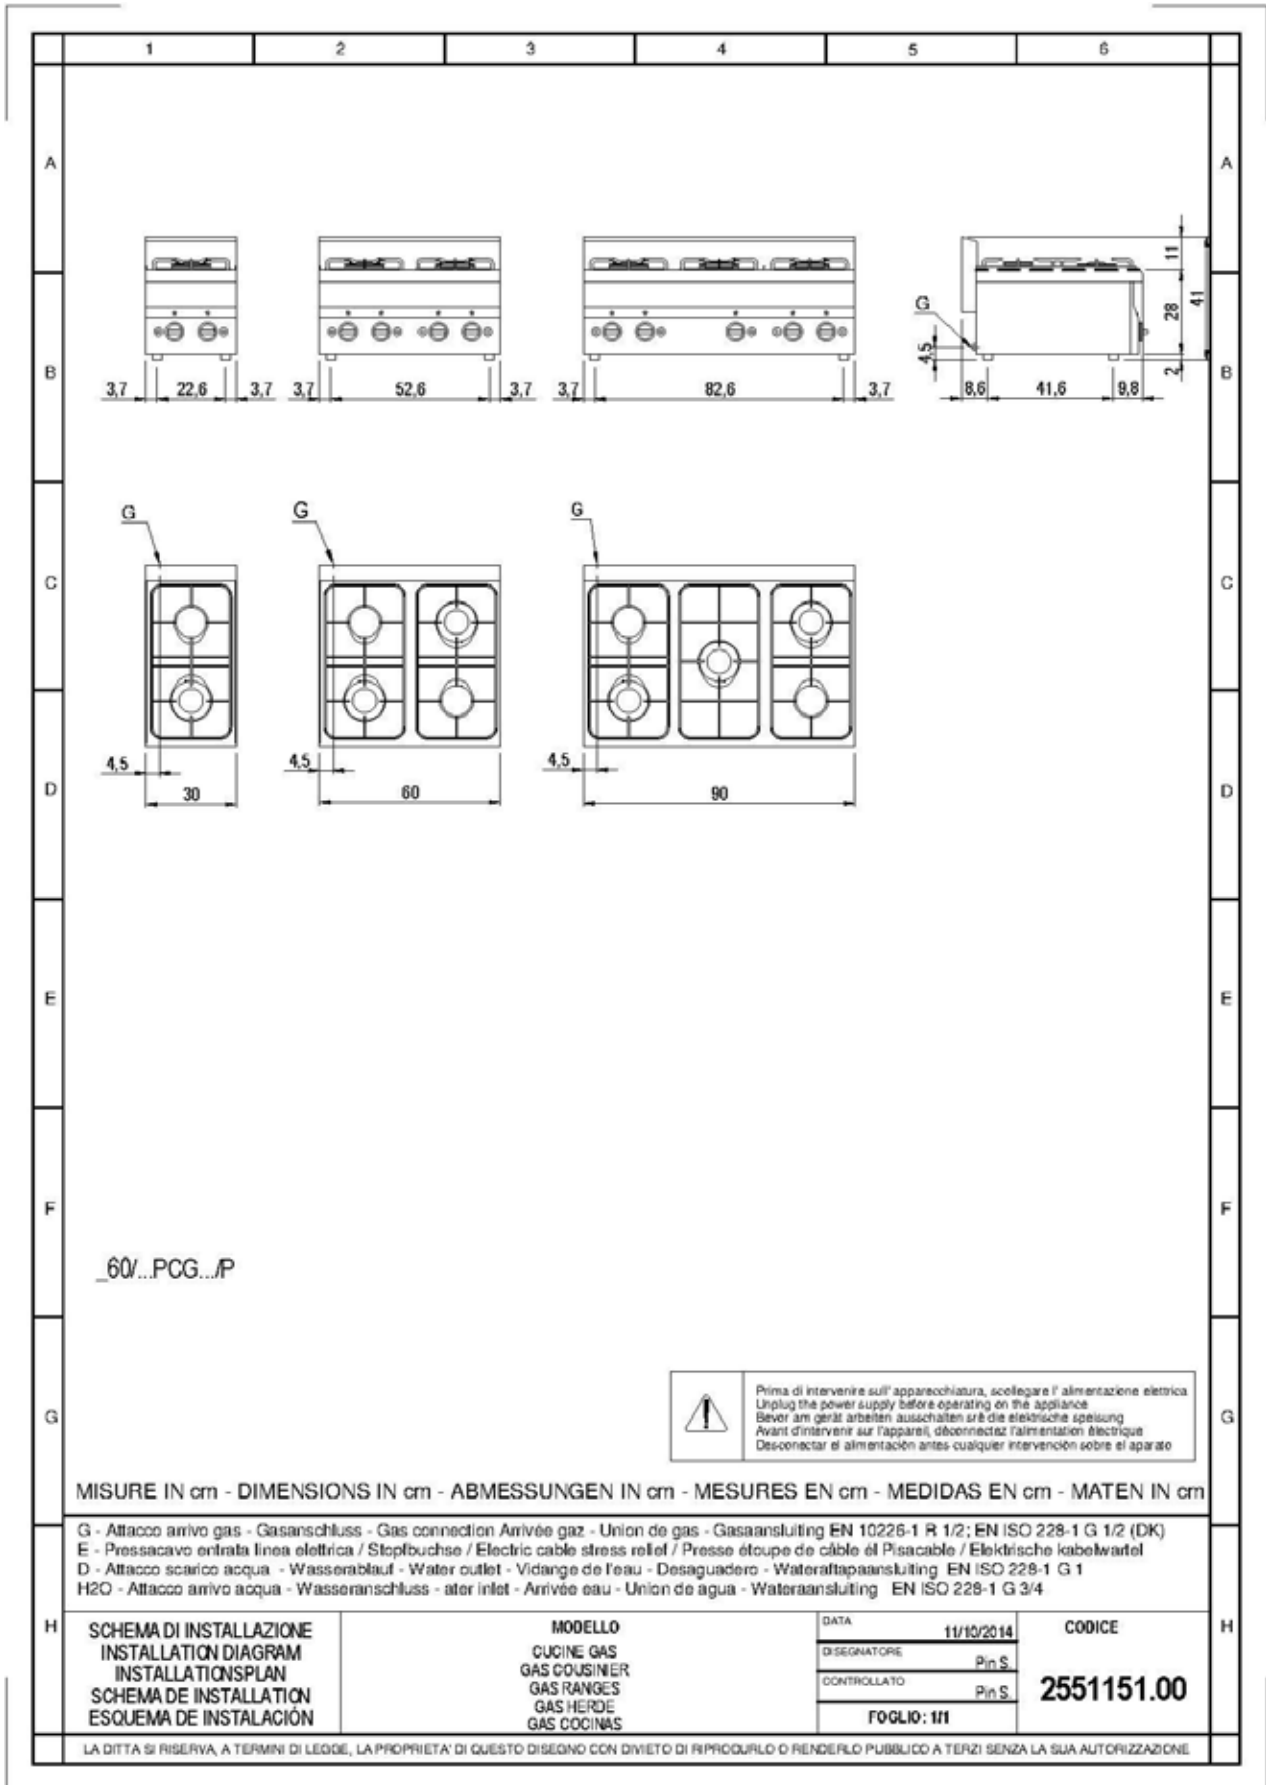 1 2 3 4 5 6
A A
11
41
28
G
4,5
2
B B
3,7 22,6 3,7 3,7 52,6 3,7 3,7 82,6 3,7 8,6 41,6 9,8
G G G
C C
4,5 4,5 4,5
30 60 90
D D
E E
F F
_60/...PCG.../P
Prima di intervenire sull' apparecchiatura, scollegare l' alimentazione elettrica
Unplug the power supply before operating on the appliance
Bevor am gerät arbeiten ausschalten srè die elektrische speisung
Avant d'intervenir sur l'appareil, déconnectez l'alimentation électrique
Desconectar el alimentación antes cualquier intervención sobre el aparato
G G
MISURE IN cm - DIMENSIONS IN cm - ABMESSUNGEN IN cm - MESURES EN cm - MEDIDAS EN cm - MATEN IN cm
G - Attacco arrivo gas - Gasanschluss - Gas connection Arrivée gaz - Union de gas - Gasaansluiting EN 10226-1 R 1/2; EN ISO 228-1 G 1/2 (DK)
E - Pressacavo entrata linea elettrica / Stopfbuchse / Electric cable stress relief / Presse étoupe de câble él Pisacable / Elektrische kabelwartel
D - Attacco scarico acqua - Wasserablauf - Water outlet - Vidange de l'eau - Desaguadero - Wateraftapaansluiting EN ISO 228-1 G 1
H2O - Attacco arrivo acqua - Wasseranschluss - ater inlet - Arrivée eau - Union de agua - Wateraansluiting EN ISO 228-1 G 3/4
H H
SCHEMA DI INSTALLAZIONE
INSTALLATION DIAGRAM
INSTALLATIONSPLAN
SCHEMA DE INSTALLATION
ESQUEMA DE INSTALACIÓN
MODELLO
CUCINE GAS
GAS COUSINIER
GAS RANGES
GAS HERDE
GAS COCINAS
DATA 11/10/2014
DISEGNATORE Pin S.
CONTROLLATO Pin S.
FOGLIO: 1/1
CODICE
2551151.00
LA DITTA SI RISERVA, A TERMINI DI LEGGE, LA PROPRIETA' DI QUESTO DISEGNO CON DIVIETO DI RIPRODURLO O RENDERLO PUBBLICO A TERZI SENZA LA SUA AUTORIZZAZIONE